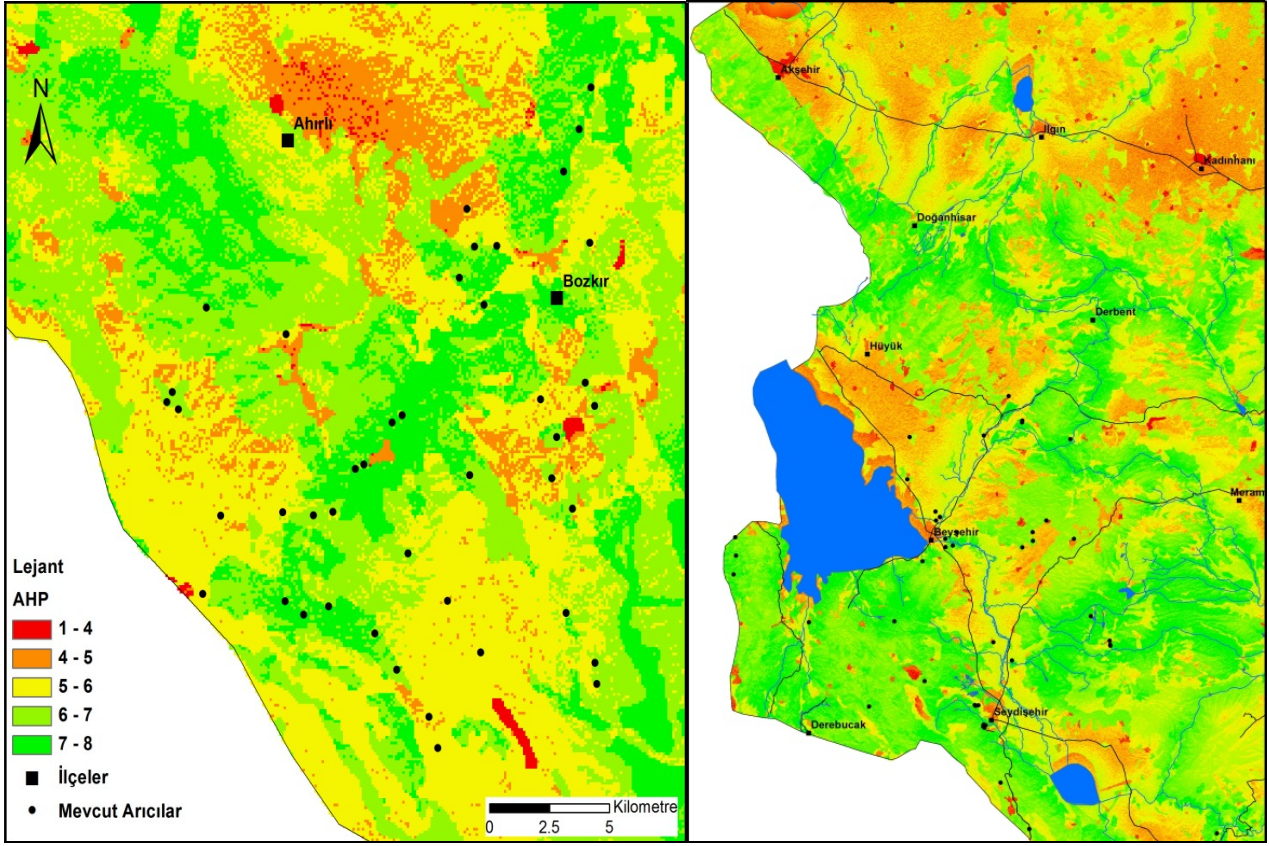 N
Ahırlı
Bozkır
Lejant
AHP
1 - 4
4 - 5
5 - 6
6 - 7
7 - 8
İlçeler
Mevcut Arıcılar
Kilometre
0 2.5 5
Akşehir
Ilgın
Kadınhanı
Doğanhisar
Derbent
Hüyük
Meram
Beyşehir
Seydişehir
Derebucak